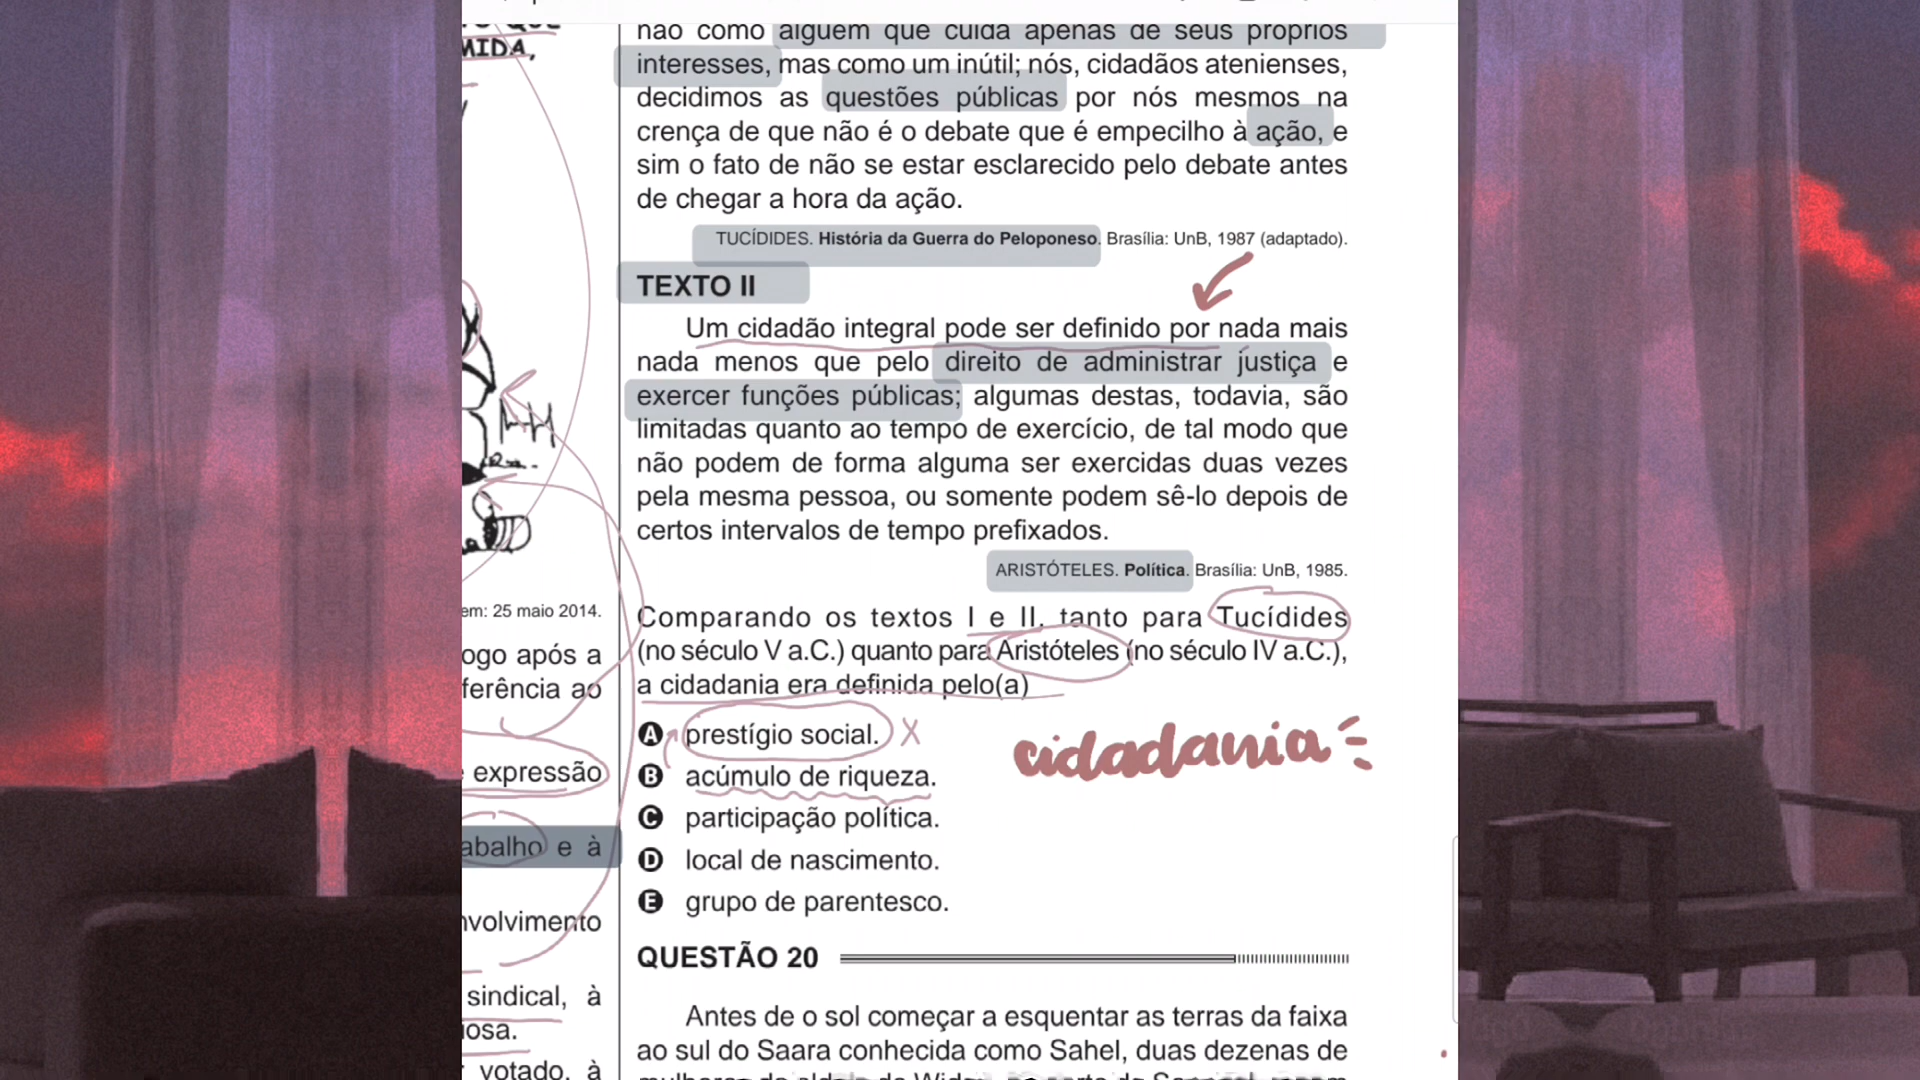 MIDA,
em: 25 maio 2014.
ogo após a
ferência ao
expressão
abalho e à
nvolvimento
sindical, à
iosa.
votado, à
não como alguém que cuida apenas de seus próprios
interesses, mas como um inútil; nós, cidadãos atenienses,
decidimos as questões públicas por nós mesmos na
crença de que não é o debate que é empecilho à ação, e
sim o fato de não se estar esclarecido pelo debate antes
de chegar a hora da ação.
TUCÍDIDES. História da Guerra do Peloponeso. Brasília: UnB, 1987 (adaptado).
TEXTO II
Um cidadão integral pode ser definido por nada mais
nada menos que pelo direito de administrar justiça e
exercer funções públicas; algumas destas, todavia, são
limitadas quanto ao tempo de exercício, de tal modo que
não podem de forma alguma ser exercidas duas vezes
pela mesma pessoa, ou somente podem sê-lo depois de
certos intervalos de tempo prefixados.
ARISTÓTELES. Política. Brasília: UnB, 1985.
Comparando os textos I e II, tanto para Tucídides
(no século V a.C.) quanto para Aristóteles (no século IV a.C.),
a cidadania era definida pelo(a)
A prestígio social. X
B acúmulo de riqueza.
cidadania
C participação política.
D local de nascimento.
E grupo de parentesco.
QUESTÃO 20
Antes de o sol começar a esquentar as terras da faixa
ao sul do Saara conhecida como Sahel, duas dezenas de